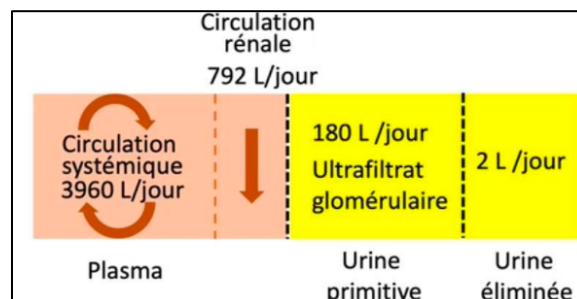 Circulation
rénale
792 L/jour
Circulation
systémique
3960 L/jour
180 L /jour
Ultrafiltrat
glomérulaire
2 L /jour
Plasma
Urine
primitive
Urine
éliminée